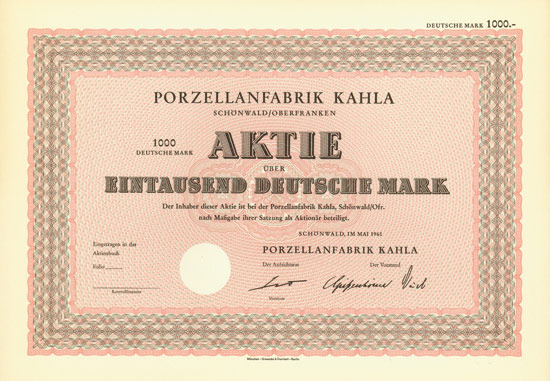 DEUTSCHE MARK 1000.-
PORZELLANFABRIK KAHLA
SCHÖNWALD/OBERFRANKEN
1000
DEUTSCHE MARK
AKTIE
ÜBER
EINTAUSEND DEUTSCHE MARK
Der Inhaber dieser Aktie ist bei der Porzellanfabrik Kahla, Schönwald/Ofr.
nach Maßgabe ihrer Satzung als Aktionär beteiligt.
SCHÖNWALD, IM MAI 1961
Eingetragen in das
Aktienbuch
PORZELLANFABRIK KAHLA
Folio
Der Aufsichtsrat
Der Vorstand
Kontrollbeamter